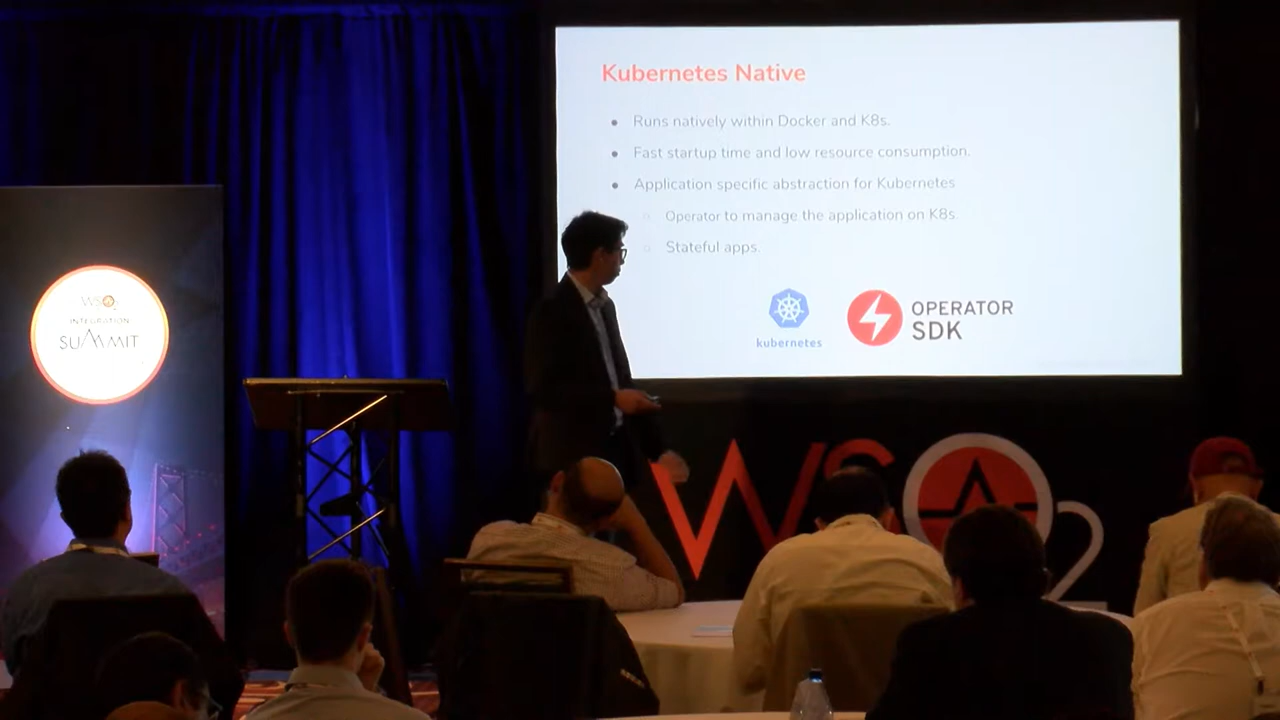 Kubernetes Native
Runs natively within Docker and K8s.
Fast startup time and low resource consumption.
Application specific abstraction for Kubernetes
Operator to manage the application on K8s.
Stateful apps.
kubernetes
OPERATOR
SDK
WSO2
INTEGRATION
SUMMIT
WSO2